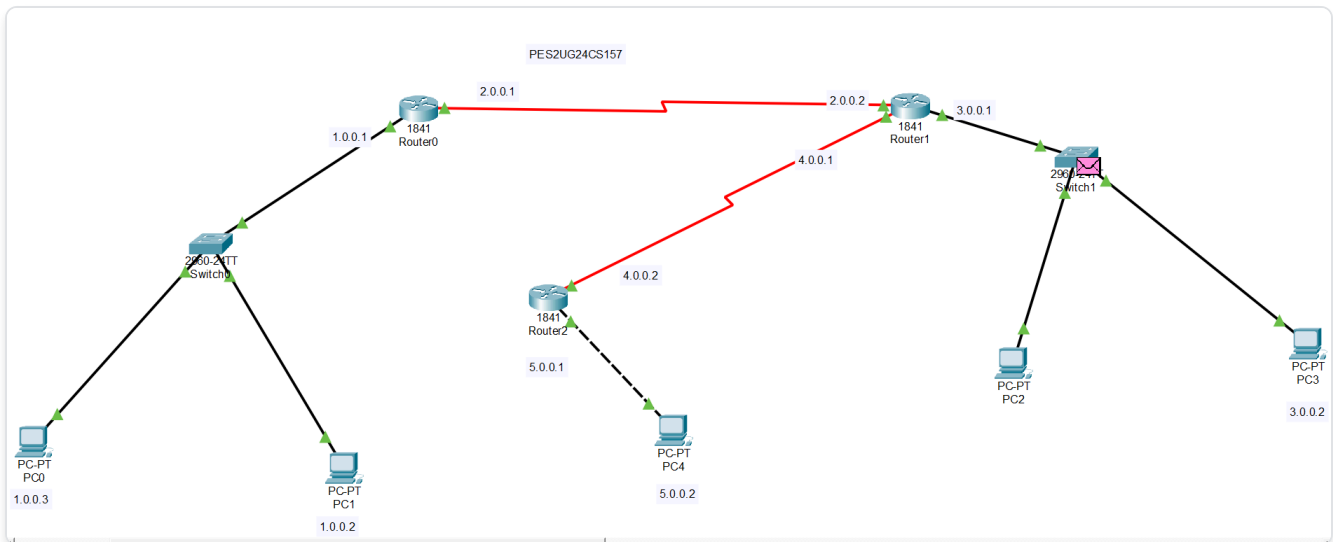 PES2UG24CS157
2.0.0.1
2.0.0.2
3.0.0.1
1841
Router0
1841
Router1
1.0.0.1
4.0.0.1
Switch1
2960-24TT
Switch0
4.0.0.2
1841
Router2
5.0.0.1
PC-PT
PC3
PC-PT
PC2
3.0.0.2
PC-PT
PC4
PC-PT
PC0
5.0.0.2
1.0.0.3
PC-PT
PC1
1.0.0.2